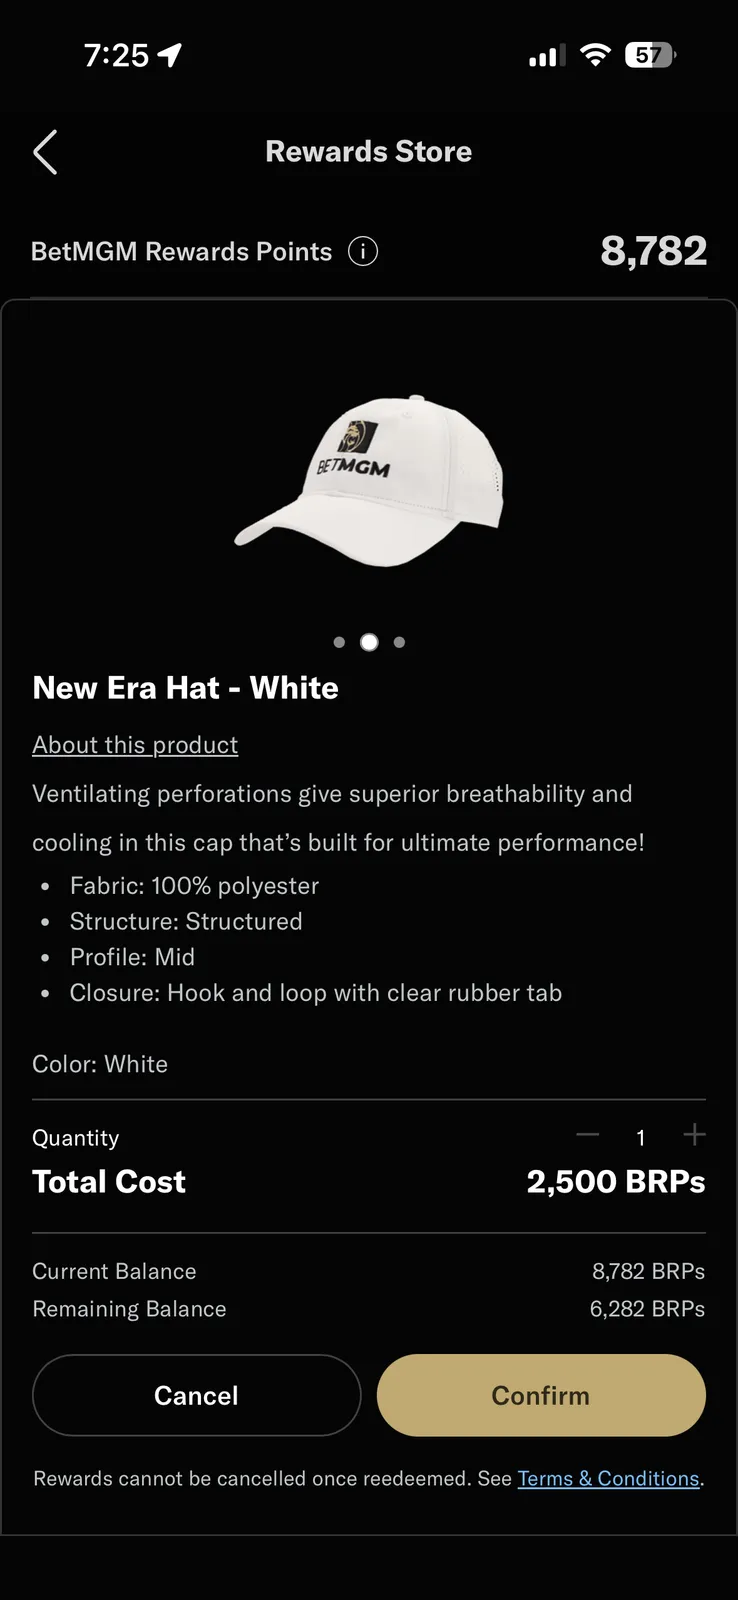 7:25
57
Rewards Store
BetMGM Rewards Points
8,782
BETMGM
New Era Hat - White
About this product
Ventilating perforations give superior breathability and
cooling in this cap that’s built for ultimate performance!
• Fabric: 100% polyester
• Structure: Structured
• Profile: Mid
• Closure: Hook and loop with clear rubber tab
Color: White
Quantity — 1 +
Total Cost 2,500 BRPs
Current Balance 8,782 BRPs
Remaining Balance 6,282 BRPs
Cancel Confirm
Rewards cannot be cancelled once reedeemed. See Terms & Conditions.